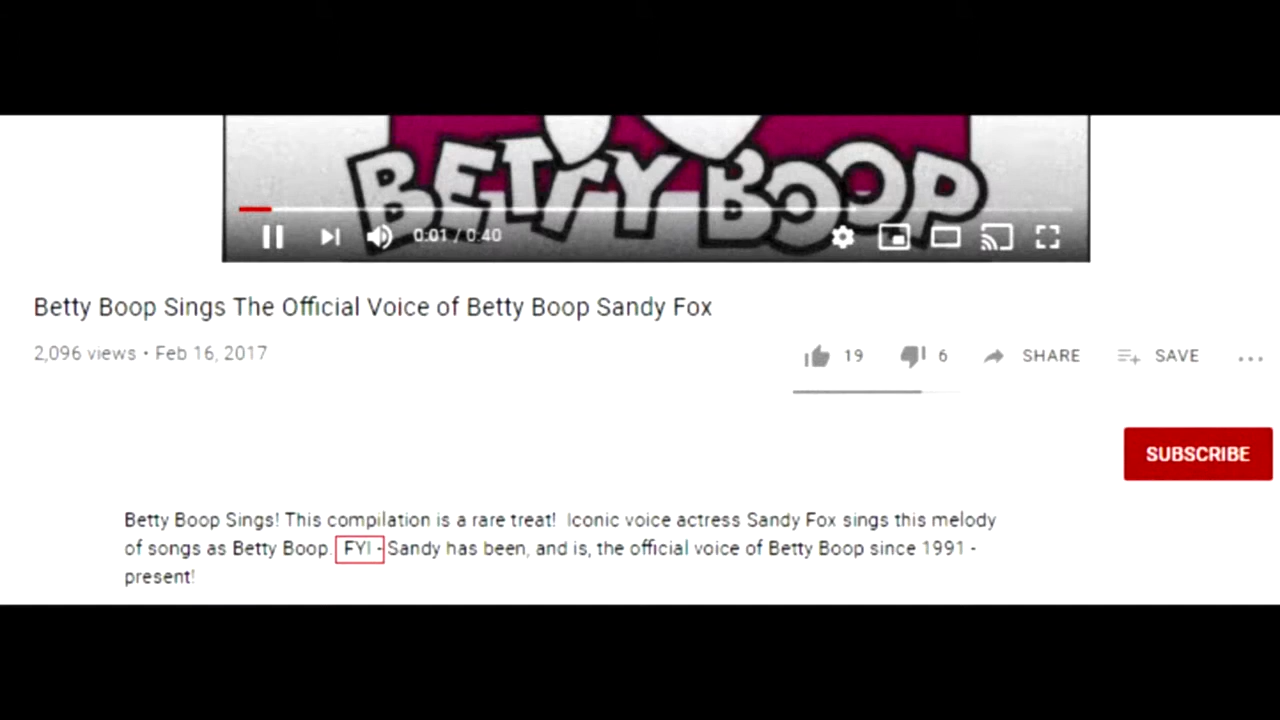 BETTY BOOP
0:01 / 0:40
Betty Boop Sings The Official Voice of Betty Boop Sandy Fox
2,096 views • Feb 16, 2017
19 6 SHARE SAVE ...
SUBSCRIBE
Betty Boop Sings! This compilation is a rare treat! Iconic voice actress Sandy Fox sings this melody
of songs as Betty Boop. FYI - Sandy has been, and is, the official voice of Betty Boop since 1991 -
present!